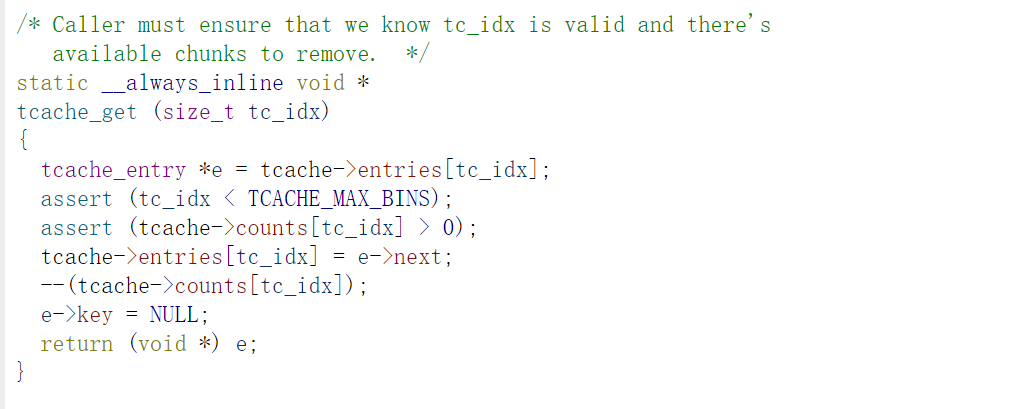 /* Caller must ensure that we know tc_idx is valid and there's
available chunks to remove.  */
static __always_inline void *
tcache_get (size_t tc_idx)
{
tcache_entry *e = tcache->entries[tc_idx];
assert (tc_idx < TCACHE_MAX_BINS);
assert (tcache->counts[tc_idx] > 0);
tcache->entries[tc_idx] = e->next;
--(tcache->counts[tc_idx]);
e->key = NULL;
return (void *) e;
}